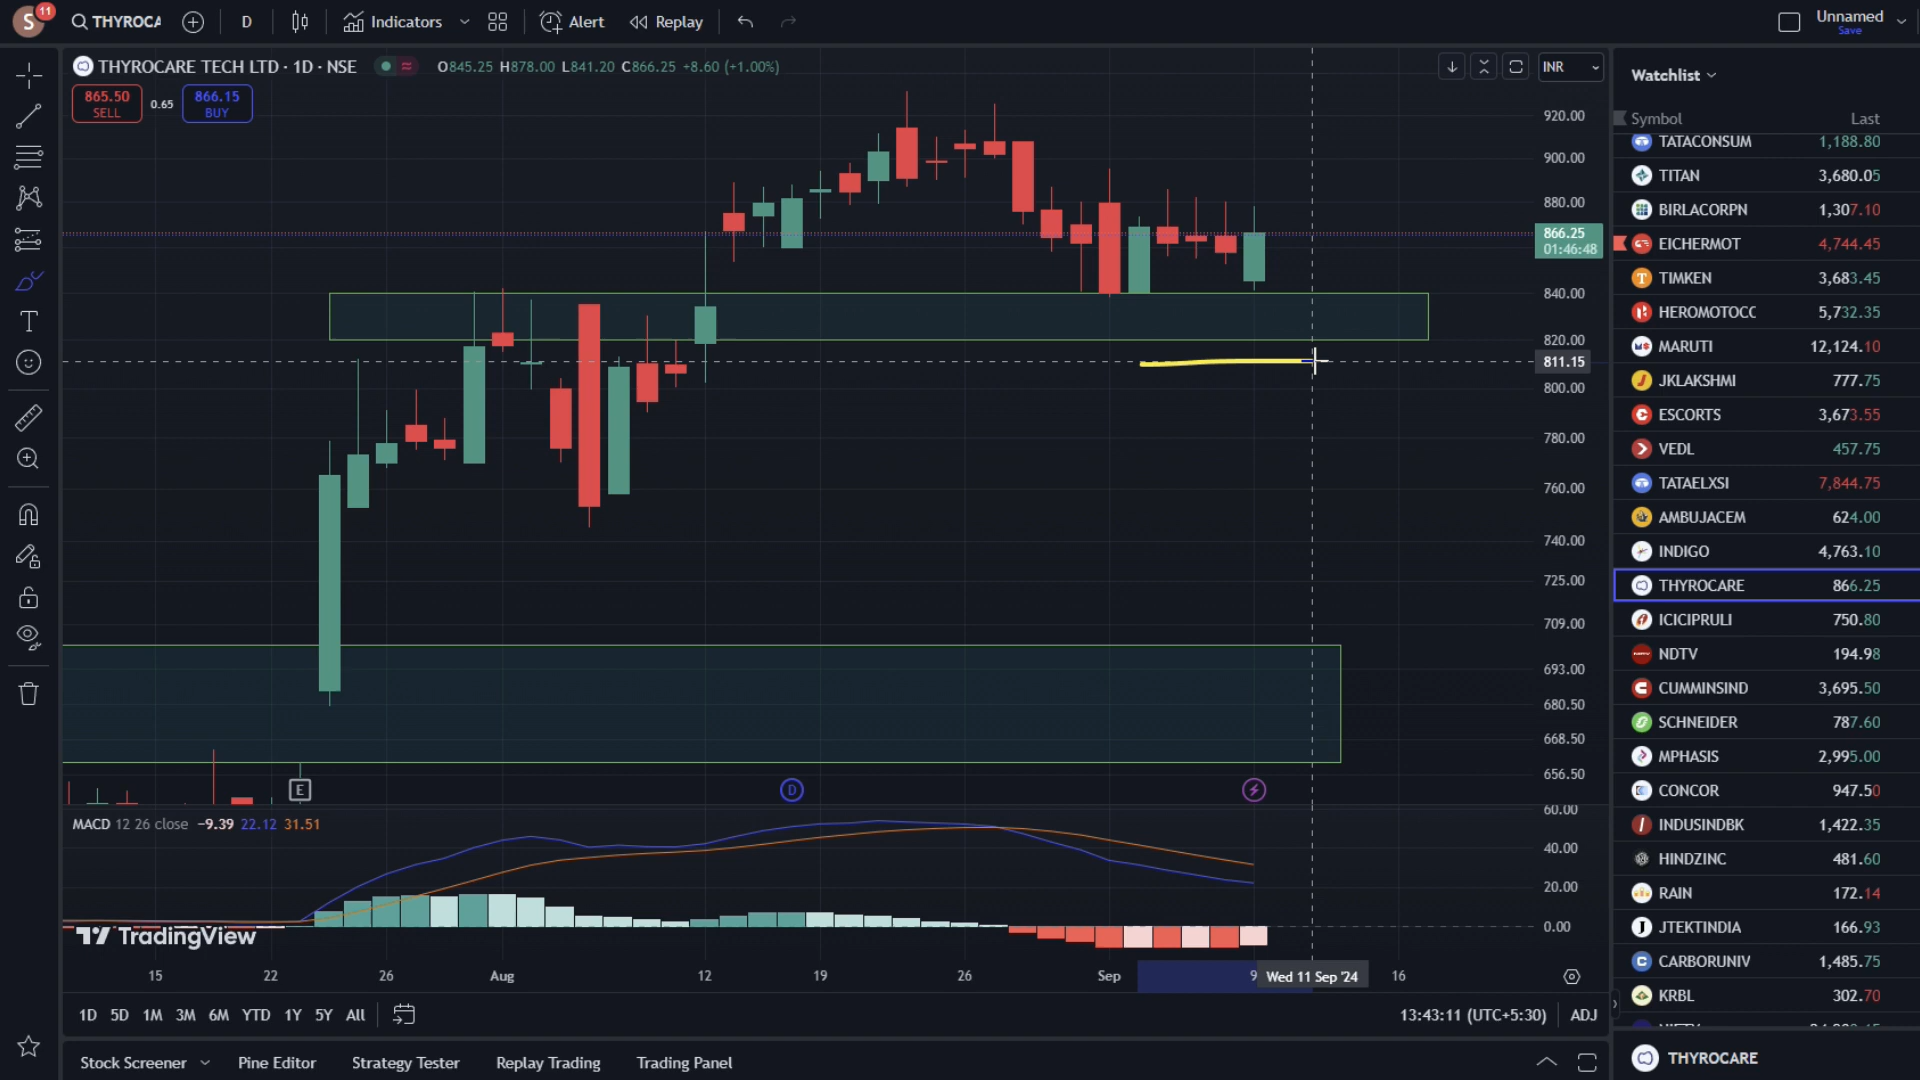 S 11 THYROCA D Indicators Alert Replay Unnamed
Save
THYROCARE TECH LTD · 1D · NSE O845.25 H878.00 L841.20 C866.25 +8.60 (+1.00%) INR
865.50 SELL 0.65 866.15 BUY
920.00
900.00
880.00
866.25
01:46:48
840.00
820.00
811.15
800.00
780.00
760.00
740.00
725.00
709.00
693.00
680.50
668.50
656.50
E D
MACD 12 26 close −9.39 22.12 31.51
60.00
40.00
20.00
0.00
TradingView
15 22 26 Aug 12 19 26 Sep 9 Wed 11 Sep '24 16
1D 5D 1M 3M 6M YTD 1Y 5Y All 13:43:11 (UTC+5:30) ADJ
Stock Screener Pine Editor Strategy Tester Replay Trading Trading Panel
Watchlist
Symbol Last
TATACONSUM 1,188.80
TITAN 3,680.05
BIRLACORPN 1,307.10
EICHERMOT 4,744.45
TIMKEN 3,683.45
HEROMOTOCC 5,732.35
MARUTI 12,124.10
JKLAKSHMI 777.75
ESCORTS 3,673.55
VEDL 457.75
TATAELXSI 7,844.75
AMBUJACEM 624.00
INDIGO 4,763.10
THYROCARE 866.25
ICICIPRULI 750.80
NDTV 194.98
CUMMINSIND 3,695.50
SCHNEIDER 787.60
MPHASIS 2,995.00
CONCOR 947.50
INDUSINDBK 1,422.35
HINDZINC 481.60
RAIN 172.14
JTEKTINDIA 166.93
CARBORUNIV 1,485.75
KRBL 302.70
THYROCARE